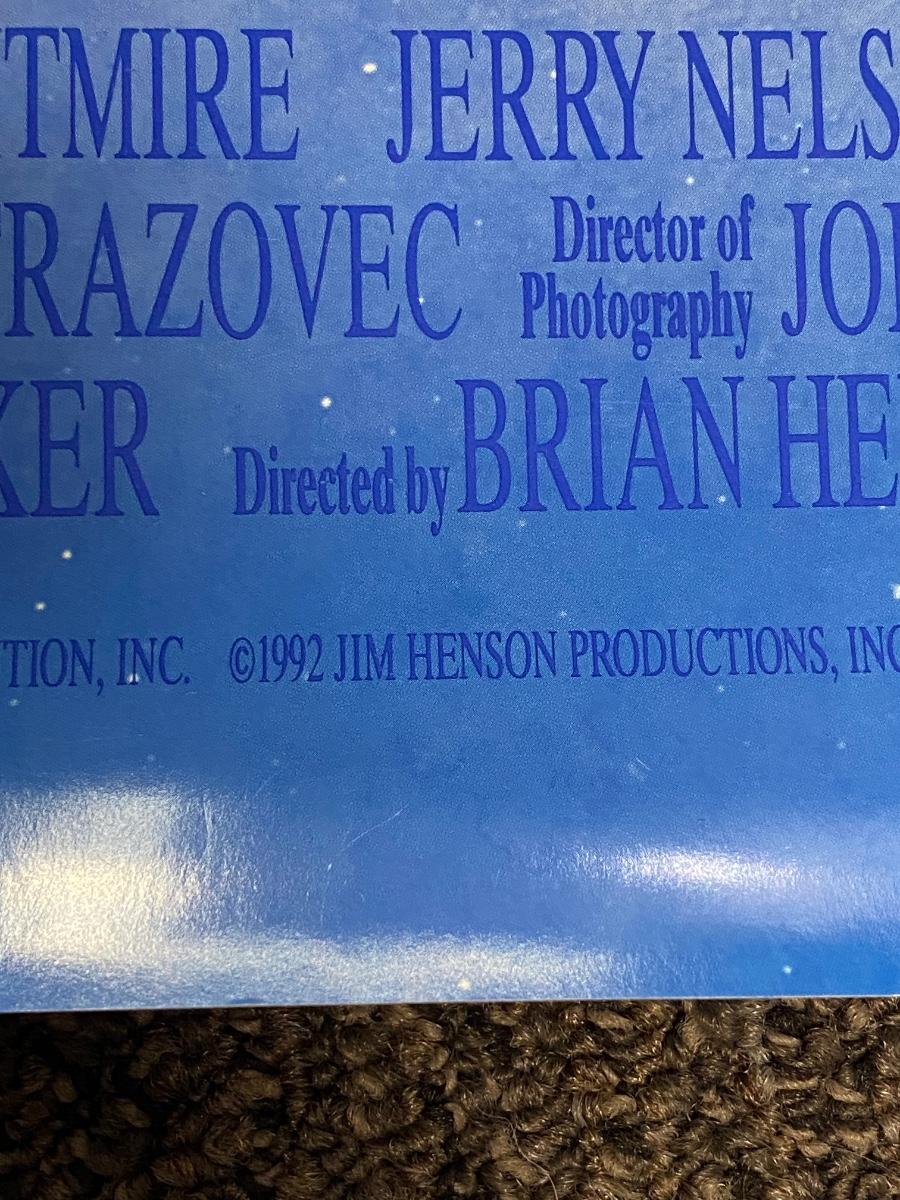 TMIRE JERRY NELS
RAZOVEC Director of Photography JO
KER Directed by BRIAN HE
TION, INC. ©1992 JIM HENSON PRODUCTIONS, INC